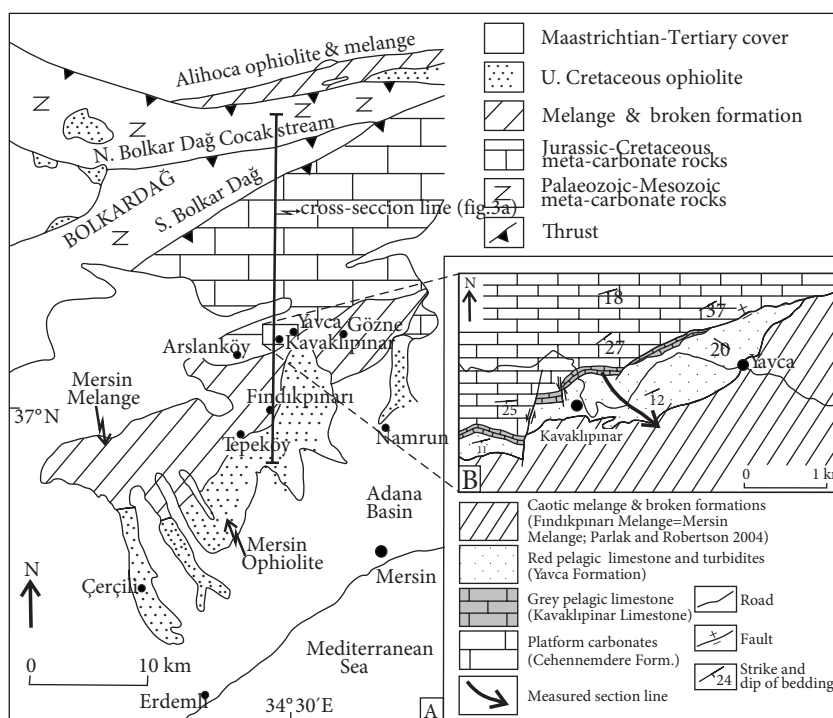 Alihoca ophiolite & melange
Z
Z
Z
N. Bolkar Dağ Cocak stream
BOLKARDAĞ
Z
S. Bolkar Dağ
cross-seccion line (fig.3a)
Yavca
Gözne
Kavaklıpınar
Arslanköy
Mersin
Melange
37°N
Fındıkpınarı
Tepeköy
Namrun
Adana
Basin
Mersin
Ophiolite
Mersin
Çerçili
N
0 10 km
Mediterranean
Sea
Erdemli
34°30´E
A
Maastrichtian-Tertiary cover
U. Cretaceous ophiolite
Melange & broken formation
Jurassic-Cretaceous
meta-carbonate rocks
Z
Palaeozoic-Mesozoic
meta-carbonate rocks
Thrust
N
18
37
27
20
Yavca
12
25
Kavaklıpınar
11
B
0 1 km
Caotic melange & broken formations
(Fındıkpınarı Melange=Mersin
Melange; Parlak and Robertson 2004)
Red pelagic limestone and turbidites
(Yavca Formation)
Grey pelagic limestone
(Kavaklıpinar Limestone)
Platform carbonates
(Cehennemdere Form.)
Measured section line
Road
Fault
24
Strike and
dip of bedding